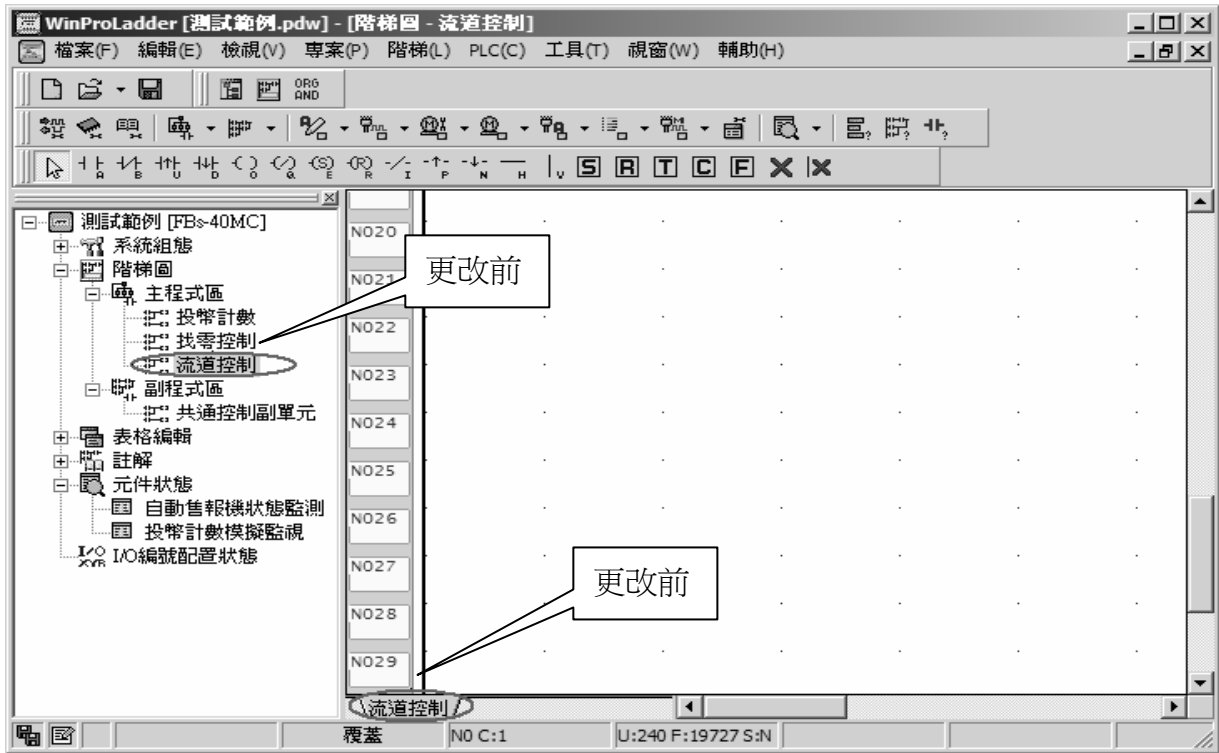 WinProLadder [測試範例.pdw] - [階梯圖 - 流道控制]
檔案(F) 編輯(E) 檢視(V) 專案(P) 階梯(L) PLC(C) 工具(T) 視窗(W) 輔助(H)
ORG
AND
A B U D O Q E R I P N H V S R T C F
測試範例 [FBs-40MC]
系統組態
階梯圖
主程式區
投幣計數
找零控制
流道控制
副程式區
共通控制副單元
表格編輯
註解
元件狀態
自動售報機狀態監測
投幣計數模擬監視
I/O編號配置狀態
N020
N021
N022
N023
N024
N025
N026
N027
N028
N029
更改前
更改前
流道控制
覆蓋 N0 C:1 U:240 F:19727 S:N